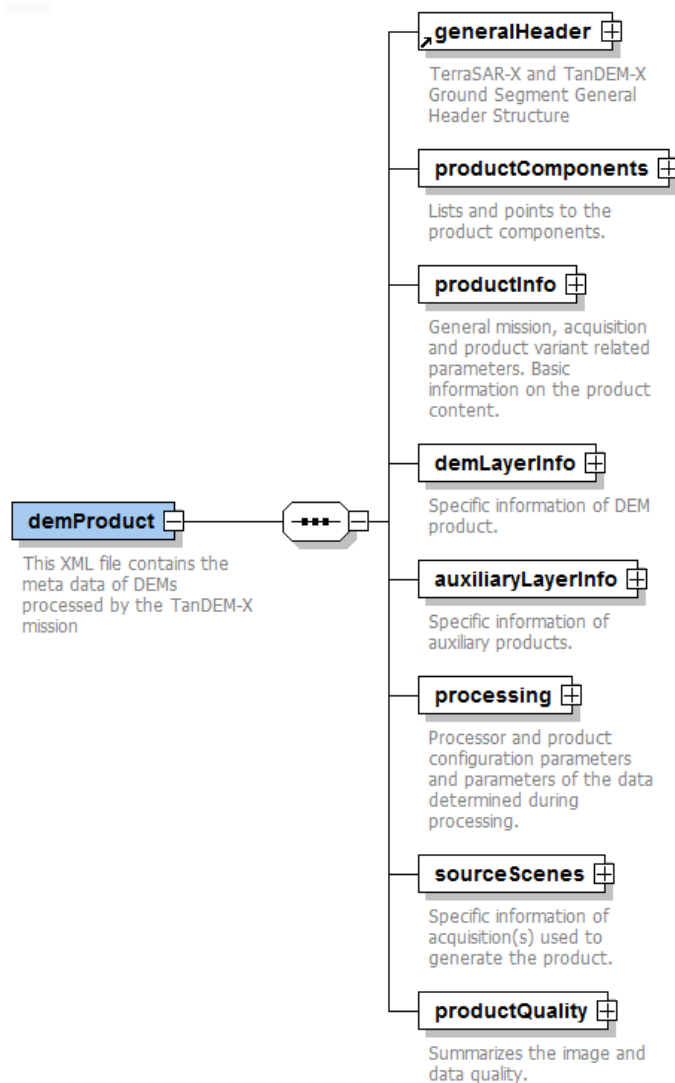 generalHeader
TerraSAR-X and TanDEM-X
Ground Segment General
Header Structure
productComponents
Lists and points to the
product components.
productInfo
General mission, acquisition
and product variant related
parameters. Basic
information on the product
content.
demLayerInfo
Specific information of DEM
product.
demProduct
This XML file contains the
meta data of DEMs
processed by the TanDEM-X
mission
auxiliaryLayerInfo
Specific information of
auxiliary products.
processing
Processor and product
configuration parameters
and parameters of the data
determined during
processing.
sourceScenes
Specific information of
acquisition(s) used to
generate the product.
productQuality
Summarizes the image and
data quality.